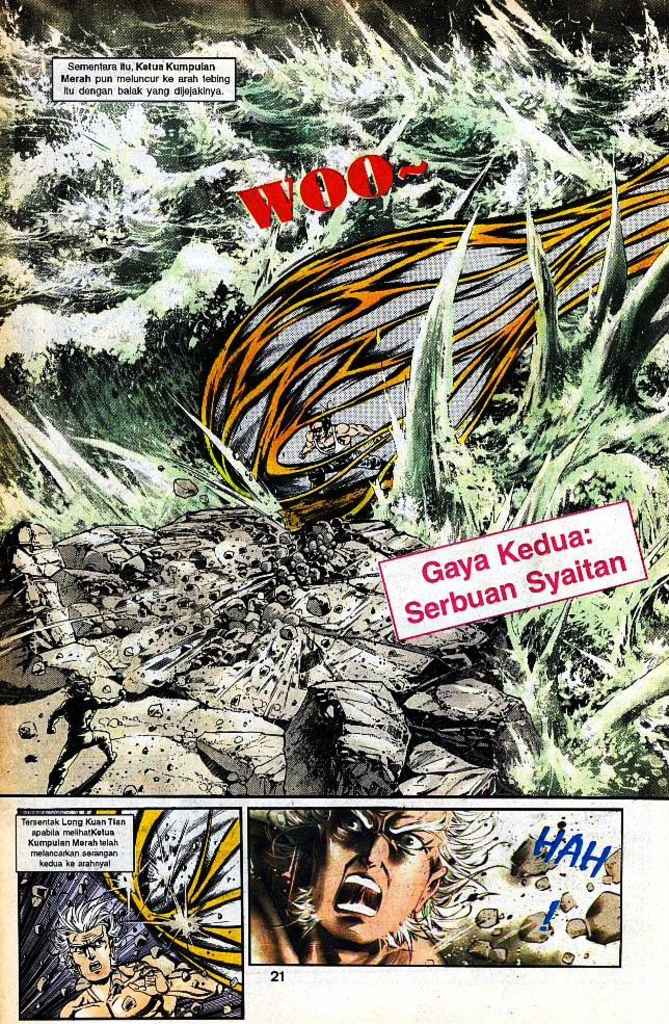 Sementara itu, Ketua Kumpulan
Merah pun meluncur ke arah tebing
itu dengan balak yang dijejakinya.
WOO~
Gaya Kedua:
Serbuan Syaitan
Tersentak Long Kuan Tian
apabila melihatKetua
Kumpulan Merah telah
melancarkan serangan
kedua ke arahnya!
HAH
!
21